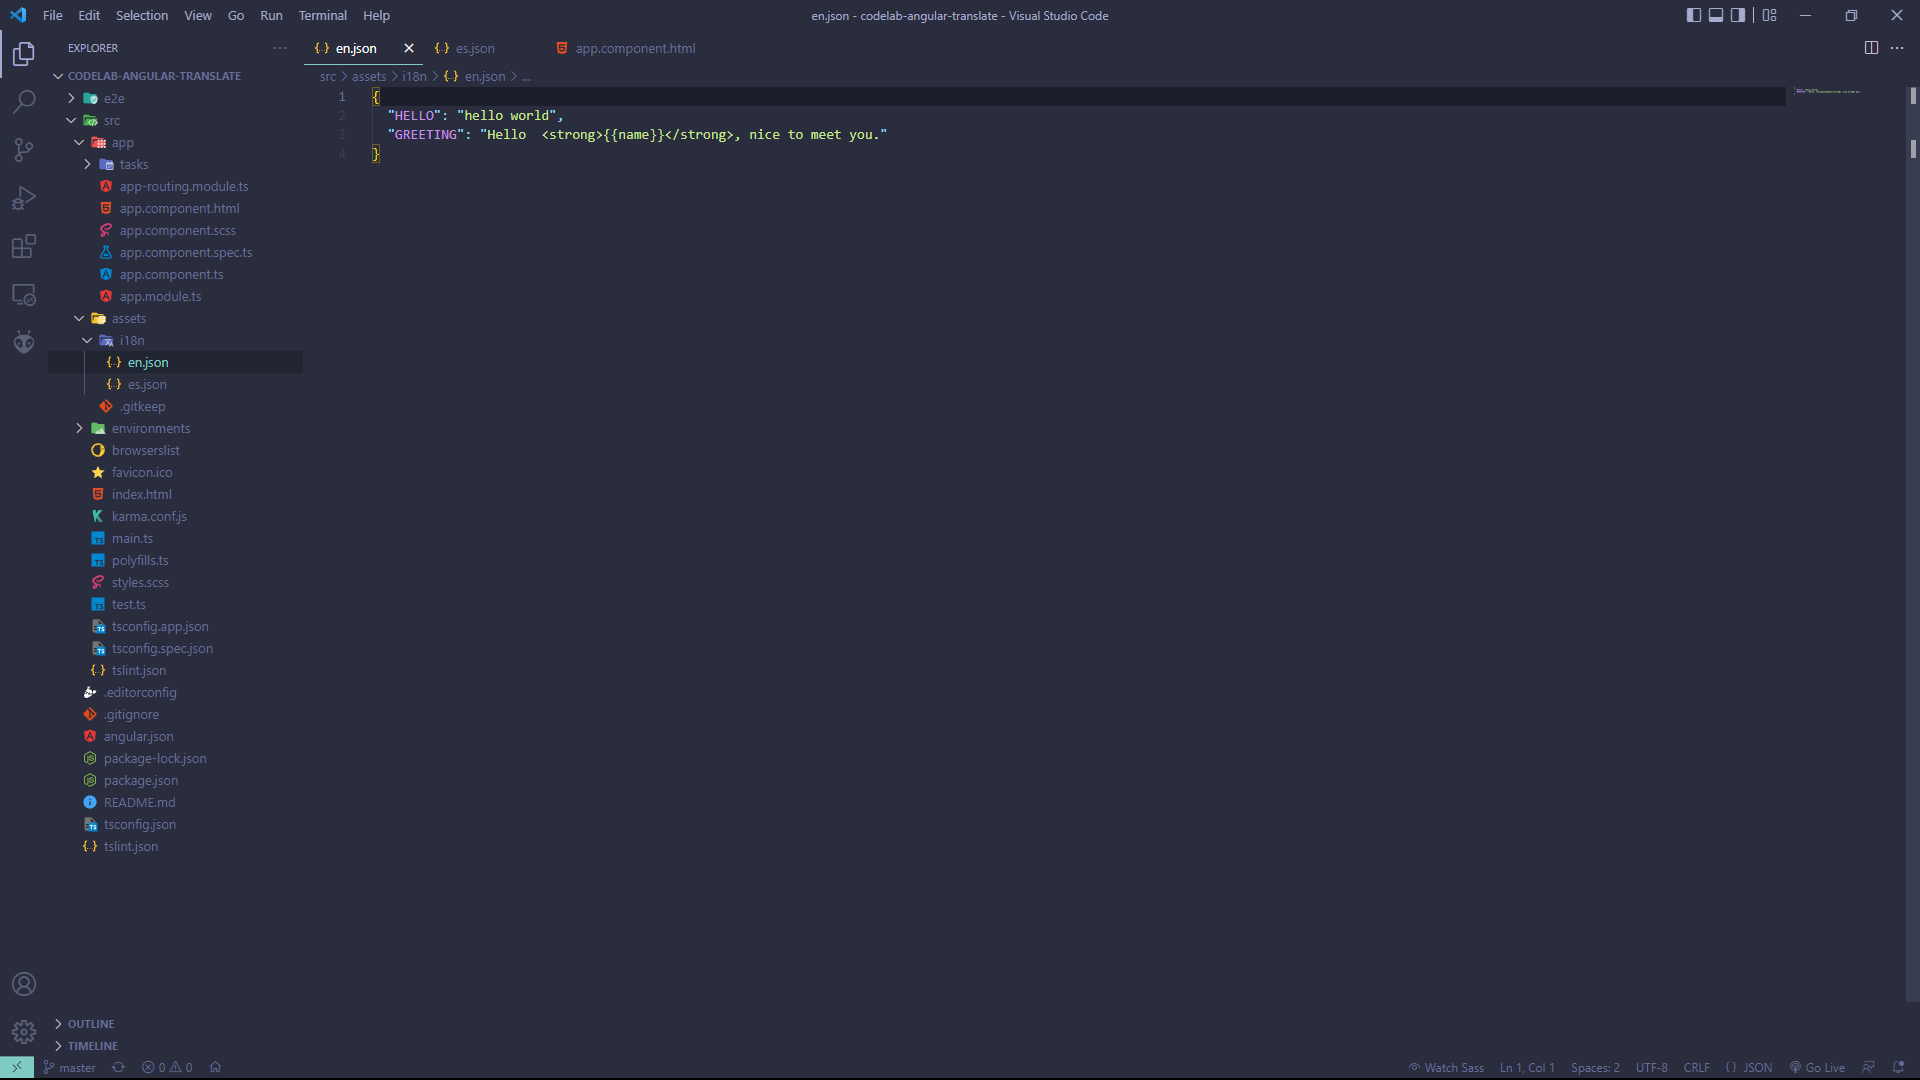 File Edit Selection View Go Run Terminal Help
en.json - codelab-angular-translate - Visual Studio Code
EXPLORER
CODELAB-ANGULAR-TRANSLATE
e2e
src
app
tasks
app-routing.module.ts
app.component.html
app.component.scss
app.component.spec.ts
app.component.ts
app.module.ts
assets
i18n
en.json
es.json
.gitkeep
environments
browserslist
favicon.ico
index.html
karma.conf.js
main.ts
polyfills.ts
styles.scss
test.ts
tsconfig.app.json
tsconfig.spec.json
tslint.json
.editorconfig
.gitignore
angular.json
package-lock.json
package.json
README.md
tsconfig.json
tslint.json
OUTLINE
TIMELINE
en.json es.json app.component.html
src > assets > i18n > {..} en.json > ...
1 {
2 "HELLO": "hello world",
3 "GREETING": "Hello  <strong>{{name}}</strong>, nice to meet you."
4 }
master 0 0 Watch Sass Ln 1, Col 1 Spaces: 2 UTF-8 CRLF { } JSON Go Live